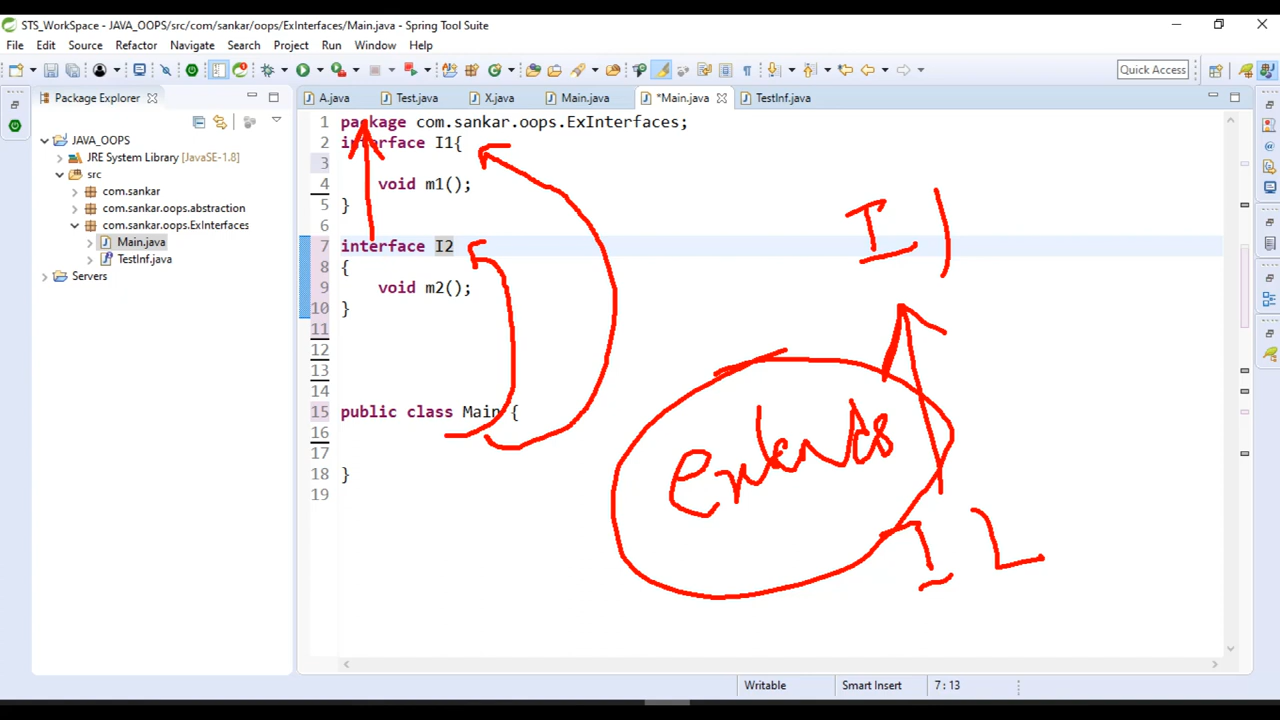 STS_WorkSpace - JAVA_OOPS/src/com/sankar/oops/ExInterfaces/Main.java - Spring Tool Suite
File Edit Source Refactor Navigate Search Project Run Window Help
Quick Access
Package Explorer
A.java Test.java X.java Main.java *Main.java TestInf.java
JAVA_OOPS
JRE System Library [JavaSE-1.8]
src
com.sankar
com.sankar.oops.abstraction
com.sankar.oops.ExInterfaces
Main.java
TestInf.java
Servers
1 package com.sankar.oops.ExInterfaces;
2 interface I1{
3
4 void m1();
5 }
6
7 interface I2
8 {
9 void m2();
10 }
11
12
13
14
15 public class Main {
16
17
18 }
19
I1
extends
I2
Writable Smart Insert 7 : 13